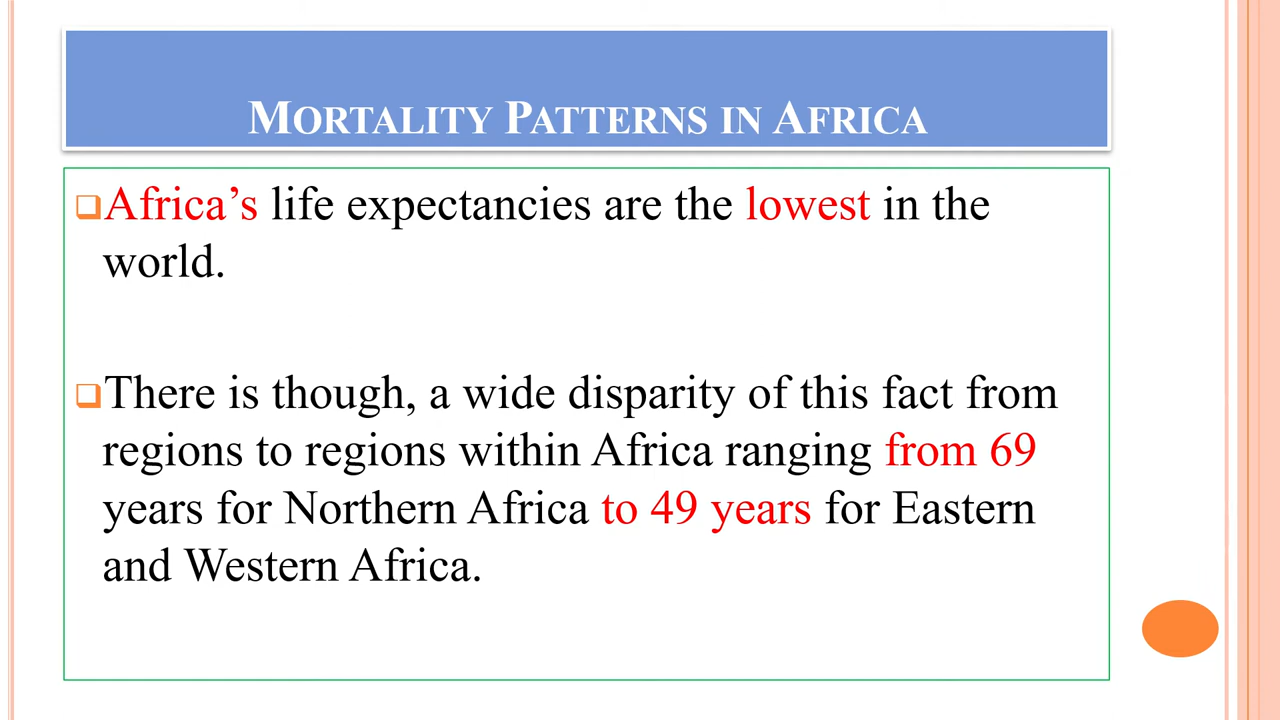 MORTALITY PATTERNS IN AFRICA
❑Africa’s life expectancies are the lowest in the
world.
❑There is though, a wide disparity of this fact from
regions to regions within Africa ranging from 69
years for Northern Africa to 49 years for Eastern
and Western Africa.